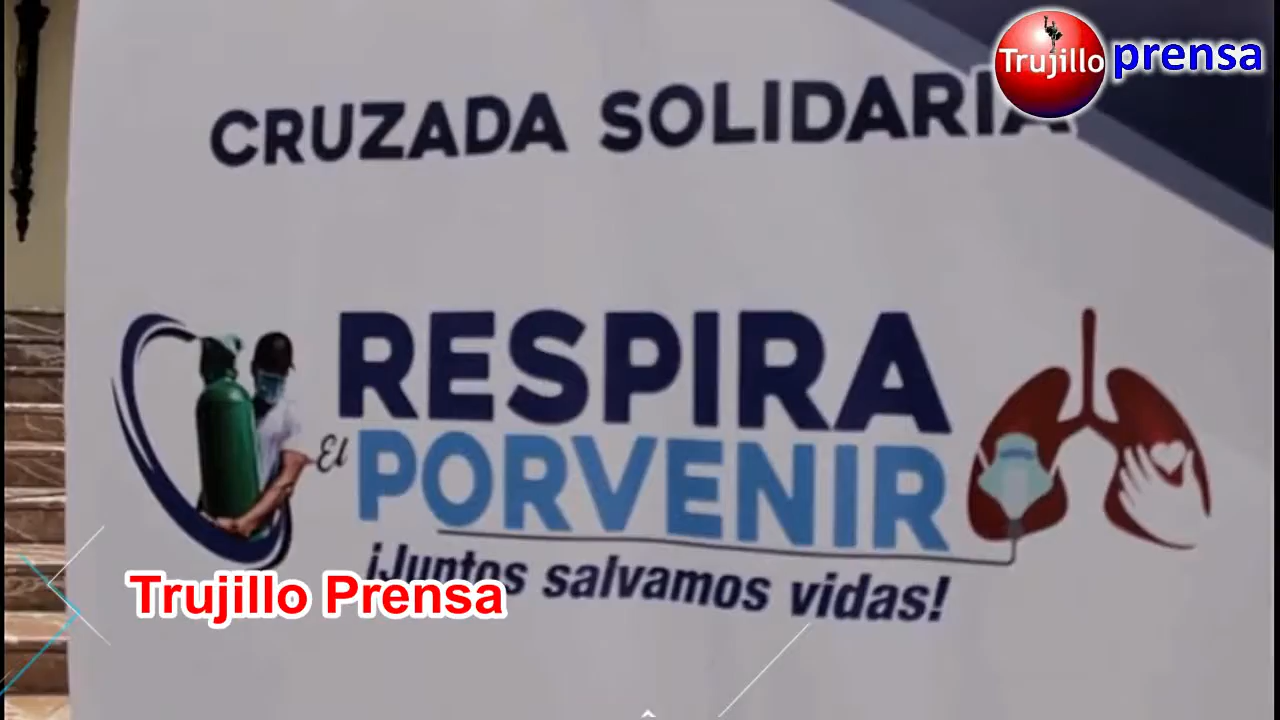 Trujillo prensa
CRUZADA SOLIDARIA
RESPIRA
El PORVENIR
¡Juntos salvamos vidas!
Trujillo Prensa